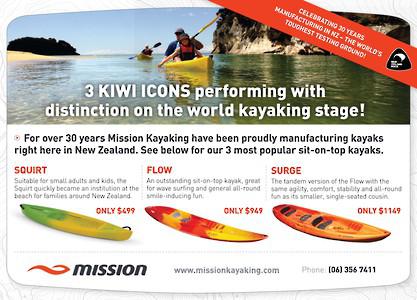 CELEBRATING 30 YEARS
MANUFACTURING IN NZ – THE WORLD'S
TOUGHEST TESTING GROUND!
3 KIWI ICONS performing with
distinction on the world kayaking stage!
For over 30 years Mission Kayaking have been proudly manufacturing kayaks
right here in New Zealand. See below for our 3 most popular sit-on-top kayaks.
SQUIRT
Suitable for small adults and kids, the
Squirt quickly became an institution at the
beach for families around New Zealand.
ONLY $499
FLOW
An outstanding sit-on-top kayak, great
for wave surfing and general all-round
smile-inducing fun.
ONLY $949
SURGE
The tandem version of the Flow with the
same agility, comfort, stability and all-round
fun as its smaller, single-seated cousin.
ONLY $1149
mission
www.missionkayaking.com
Phone: (06) 356 7411